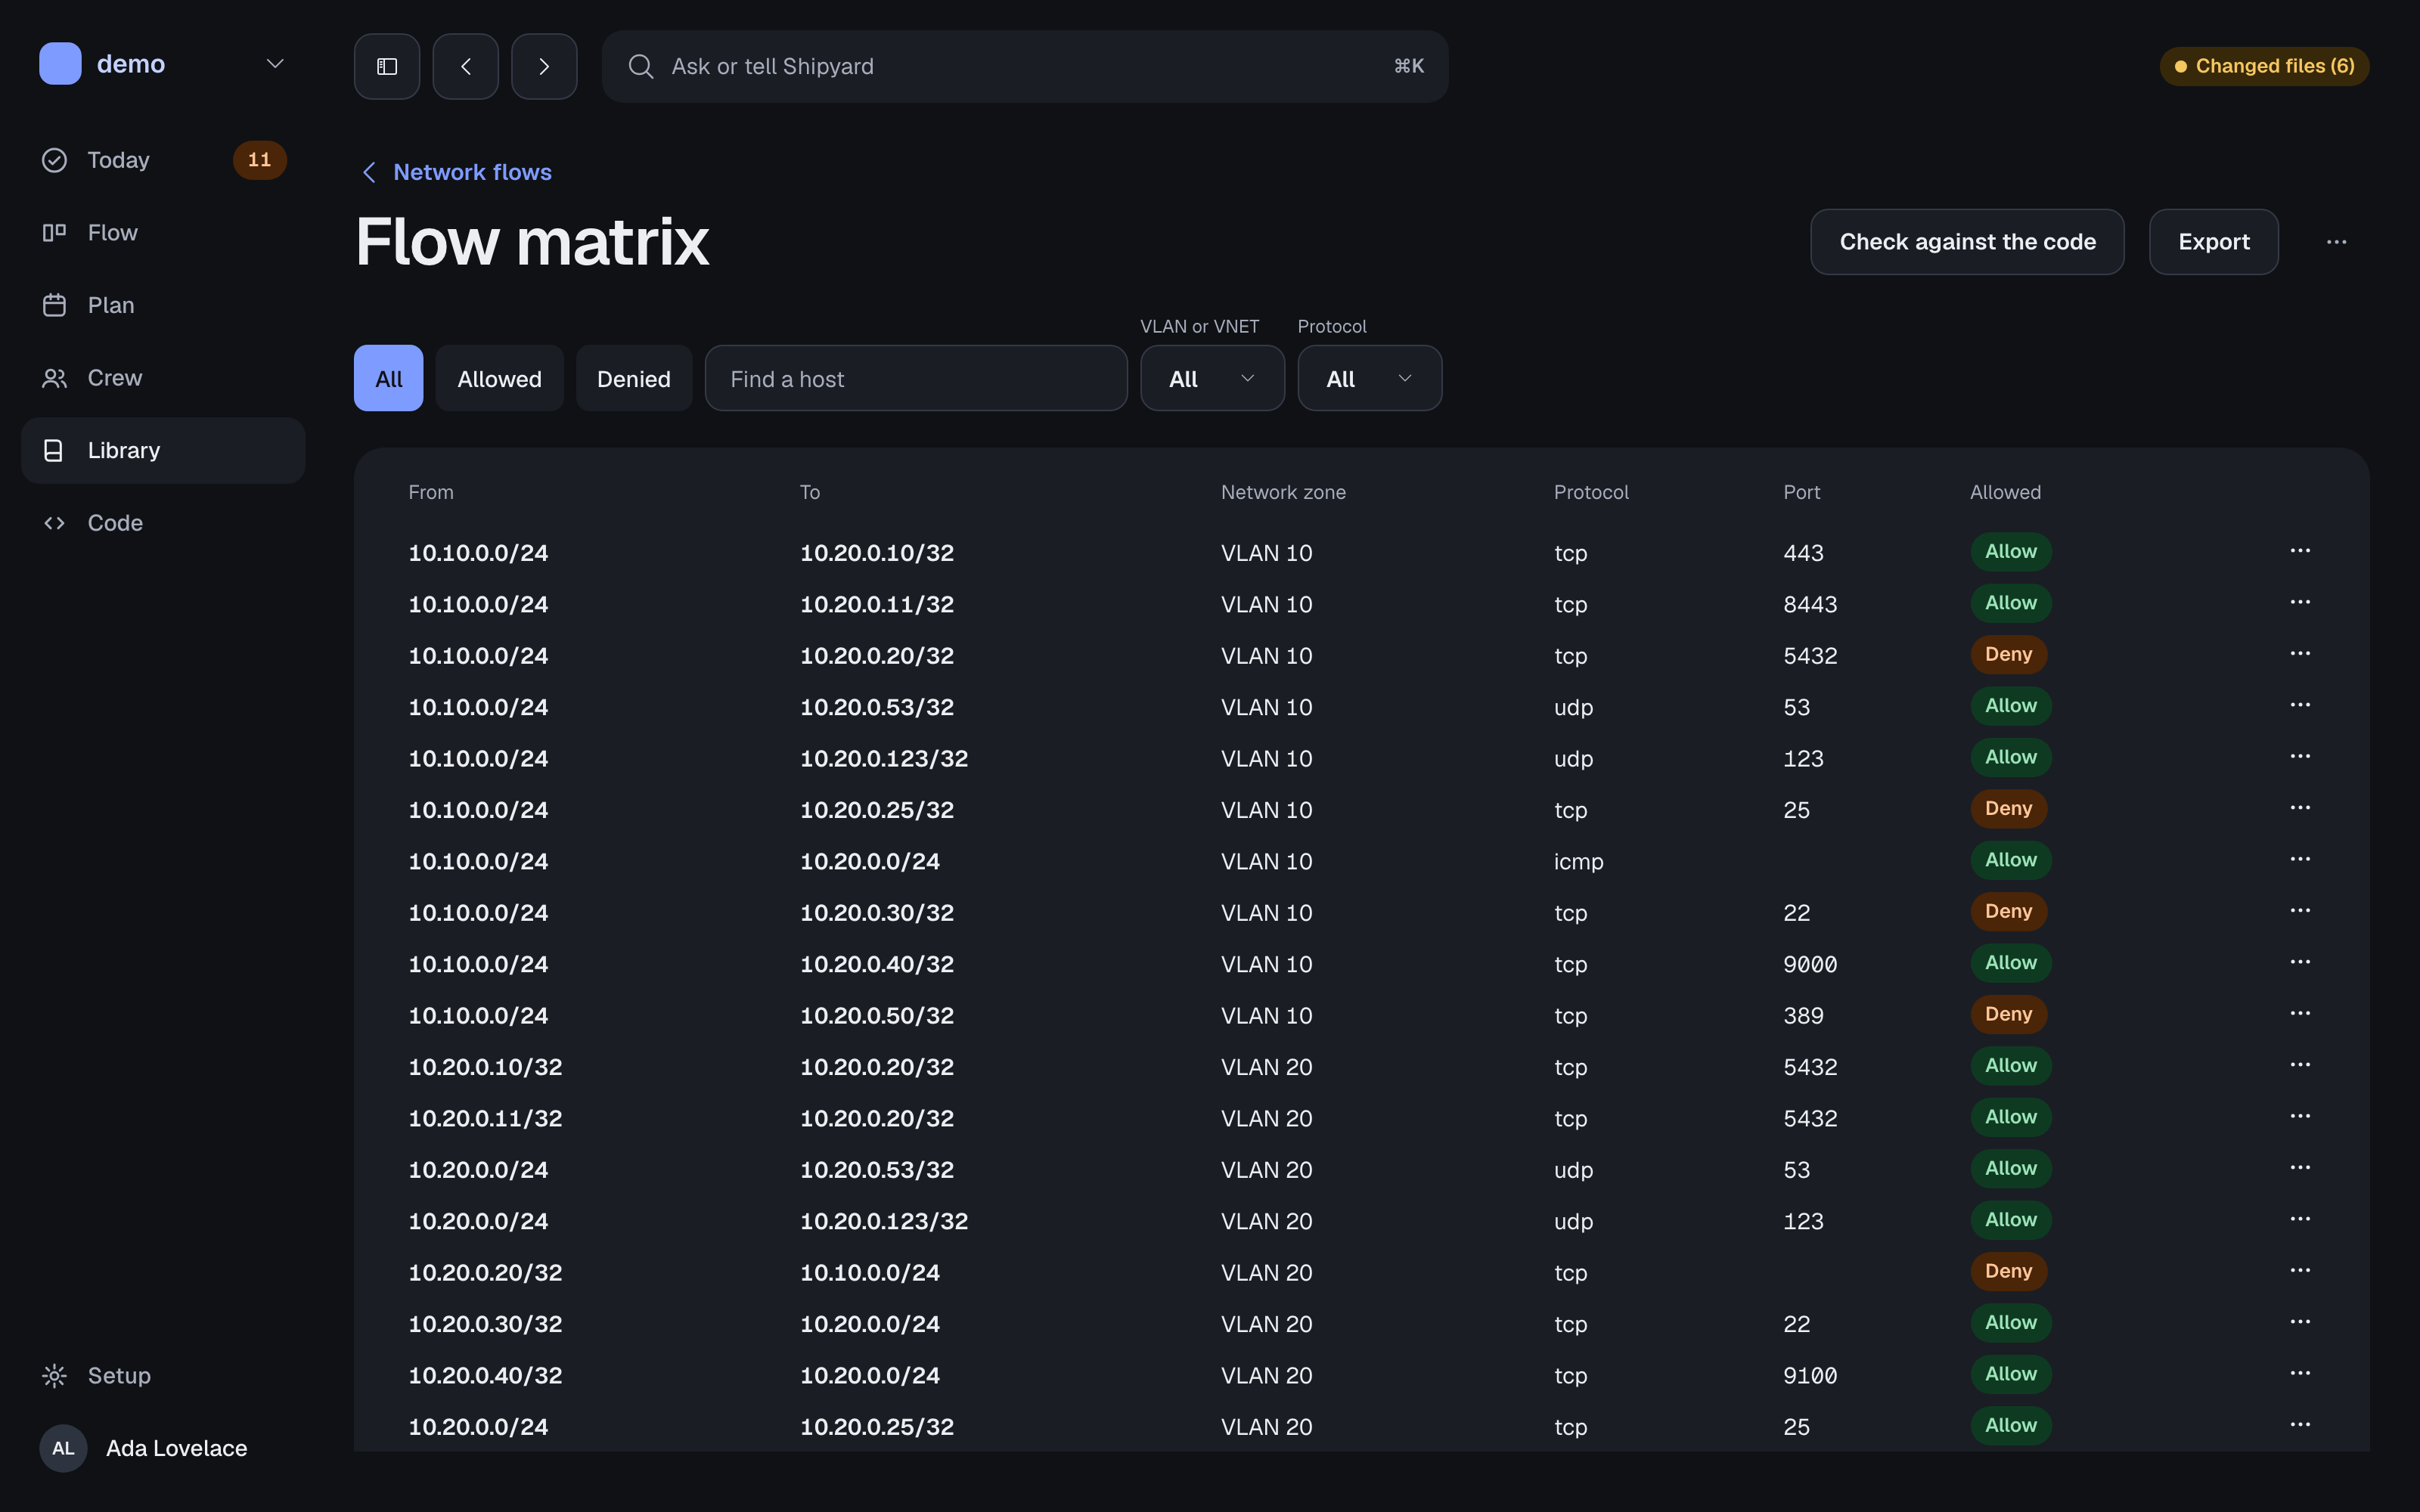 demo
Ask or tell Shipyard ⌘K
Changed files (6)
Today 11
Flow
Plan
Crew
Library
Code
Setup
AL Ada Lovelace
Network flows
Flow matrix
Check against the code Export
VLAN or VNET Protocol
All Allowed Denied Find a host All All
From To Network zone Protocol Port Allowed
10.10.0.0/24 10.20.0.10/32 VLAN 10 tcp 443 Allow
10.10.0.0/24 10.20.0.11/32 VLAN 10 tcp 8443 Allow
10.10.0.0/24 10.20.0.20/32 VLAN 10 tcp 5432 Deny
10.10.0.0/24 10.20.0.53/32 VLAN 10 udp 53 Allow
10.10.0.0/24 10.20.0.123/32 VLAN 10 udp 123 Allow
10.10.0.0/24 10.20.0.25/32 VLAN 10 tcp 25 Deny
10.10.0.0/24 10.20.0.0/24 VLAN 10 icmp Allow
10.10.0.0/24 10.20.0.30/32 VLAN 10 tcp 22 Deny
10.10.0.0/24 10.20.0.40/32 VLAN 10 tcp 9000 Allow
10.10.0.0/24 10.20.0.50/32 VLAN 10 tcp 389 Deny
10.20.0.10/32 10.20.0.20/32 VLAN 20 tcp 5432 Allow
10.20.0.11/32 10.20.0.20/32 VLAN 20 tcp 5432 Allow
10.20.0.0/24 10.20.0.53/32 VLAN 20 udp 53 Allow
10.20.0.0/24 10.20.0.123/32 VLAN 20 udp 123 Allow
10.20.0.20/32 10.10.0.0/24 VLAN 20 tcp Deny
10.20.0.30/32 10.20.0.0/24 VLAN 20 tcp 22 Allow
10.20.0.40/32 10.20.0.0/24 VLAN 20 tcp 9100 Allow
10.20.0.0/24 10.20.0.25/32 VLAN 20 tcp 25 Allow